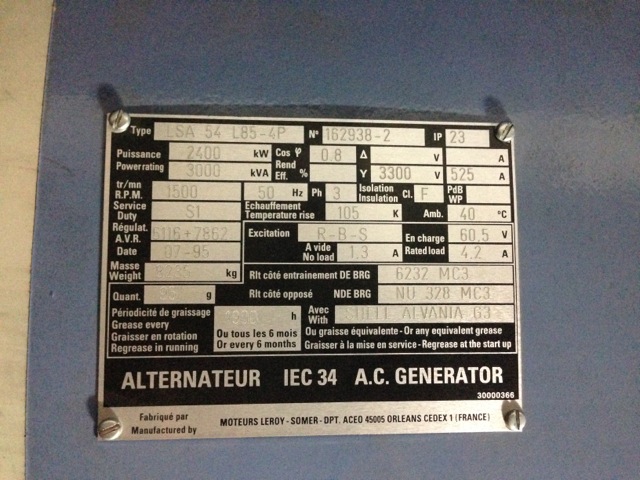 Type LSA 54 L85-4P N° 162938-2 IP 23
Puissance 2400 kW Cos φ 0.8 Δ V A
Power rating 3000 kVA Rend Eff. % Y 3300 V 525 A
tr/mn R.P.M. 1500 50 Hz Ph 3 Isolation Insulation Cl. F PdB WP
Service Duty S1 Echauffement Temperature rise 105 K Amb. 40 °C
Régulat. A.V.R. 5116+7862 Excitation R-B-S En charge Rated load 60,5 V
Date 07-95 A vide No load 1,3 A 4,2 A
Masse Weight kg Rlt côté entrainement DE BRG 6232 MC3
Quant. g Rlt côté opposé NDE BRG NU 328 MC3
Périodicité de graissage h Avec With ALVANIA G3
Grease every
Graisser en rotation Ou tous les 6 mois Ou graisse équivalente - Or any equivalent grease
Regrease in running Or every 6 months Graisser à la mise en service - Regrease at the start up
ALTERNATEUR IEC 34 A.C. GENERATOR
30000366
Fabriqué par
Manufactured by MOTEURS LEROY - SOMER - DPT. ACEO 45005 ORLEANS CEDEX 1 (FRANCE)